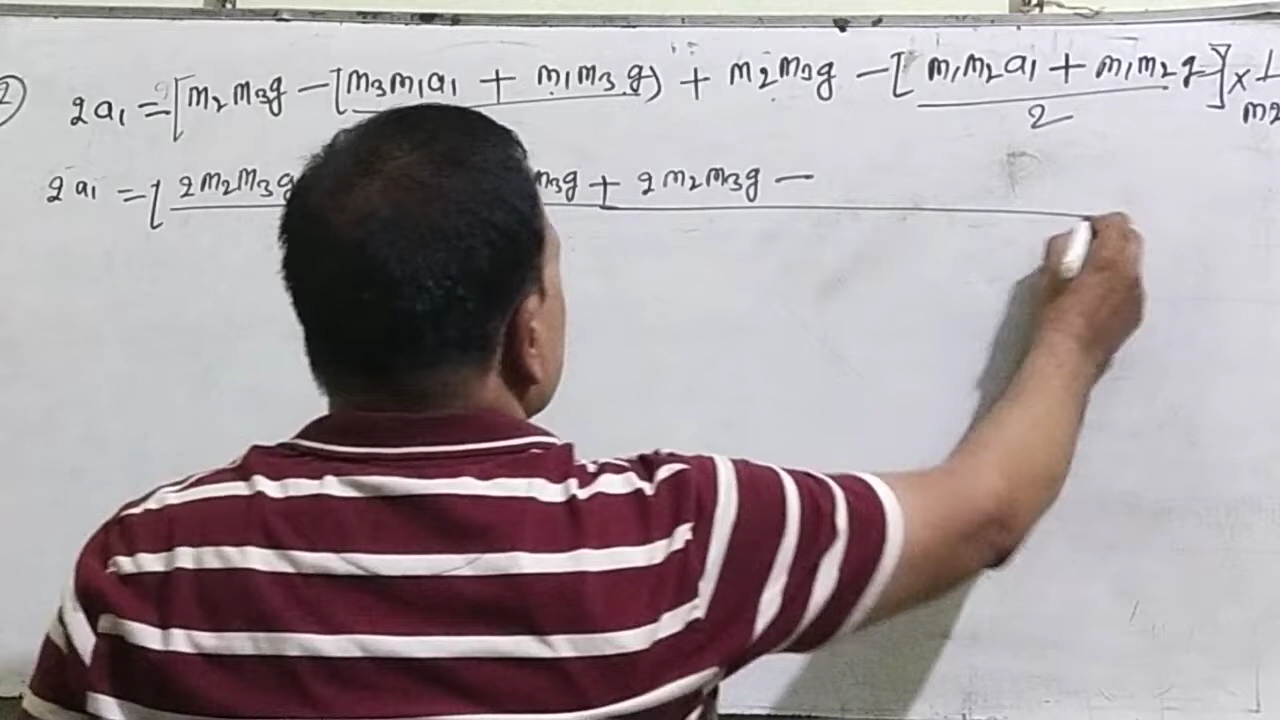 2) 2a1 = [m2m3g - [m3m1a1 + m1m3g) + m2m3g - [m1m2a1 + m1m2g]/2 ] × 1/m2
2a1 = [2m2m3g m3g + 2m2m3g -